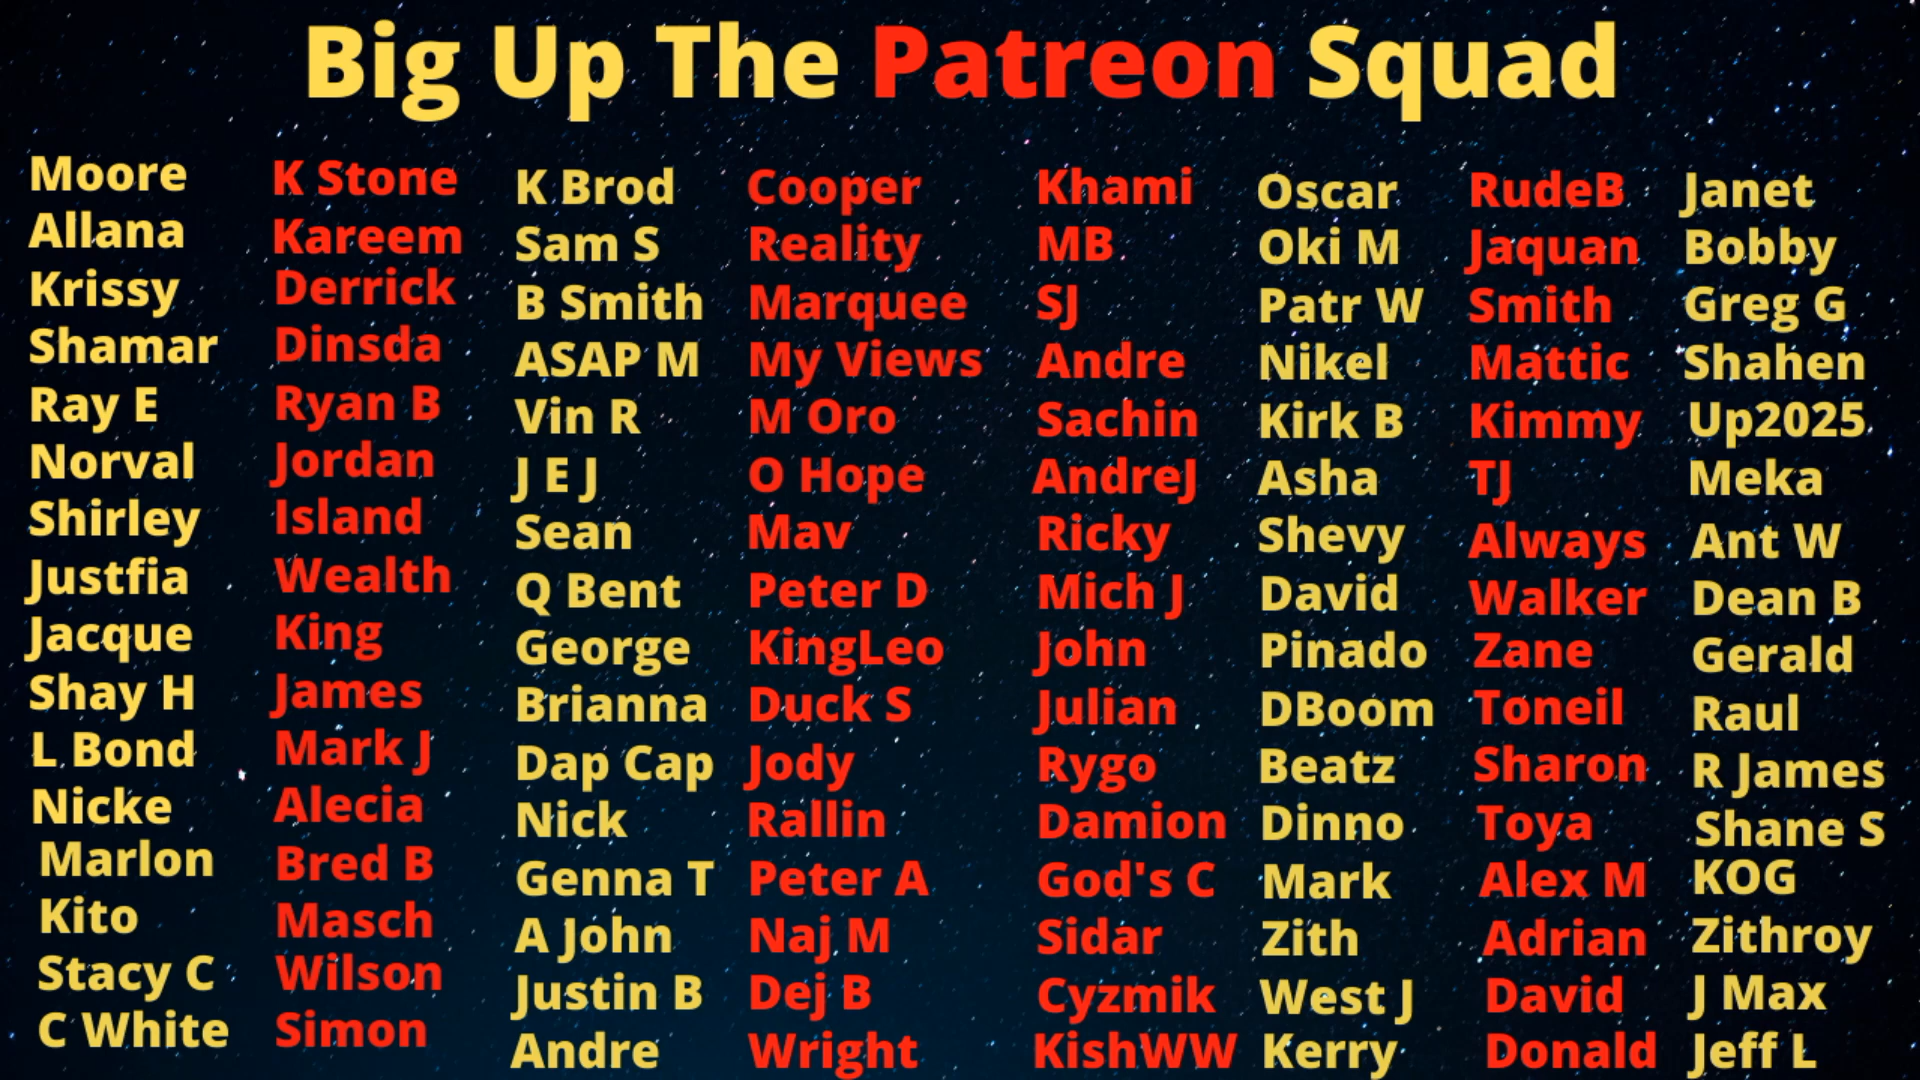 Big Up The Patreon Squad
Moore
Allana
Krissy
Shamar
Ray E
Norval
Shirley
Justfia
Jacque
Shay H
L Bond
Nicke
Marlon
Kito
Stacy C
C White
K Stone
Kareem
Derrick
Dinsda
Ryan B
Jordan
Island
Wealth
King
James
Mark J
Alecia
Bred B
Masch
Wilson
Simon
K Brod
Sam S
B Smith
ASAP M
Vin R
J E J
Sean
Q Bent
George
Brianna
Dap Cap
Nick
Genna T
A John
Justin B
Andre
Cooper
Reality
Marquee
My Views
M Oro
O Hope
Mav
Peter D
KingLeo
Duck S
Jody
Rallin
Peter A
Naj M
Dej B
Wright
Khami
MB
SJ
Andre
Sachin
AndreJ
Ricky
Mich J
John
Julian
Rygo
Damion
God's C
Sidar
Cyzmik
KishWW
Oscar
Oki M
Patr W
Nikel
Kirk B
Asha
Shevy
David
Pinado
DBoom
Beatz
Dinno
Mark
Zith
West J
Kerry
RudeB
Jaquan
Smith
Mattic
Kimmy
TJ
Always
Walker
Zane
Toneil
Sharon
Toya
Alex M
Adrian
David
Donald
Janet
Bobby
Greg G
Shahen
Up2025
Meka
Ant W
Dean B
Gerald
Raul
R James
Shane S
KOG
Zithroy
J Max
Jeff L